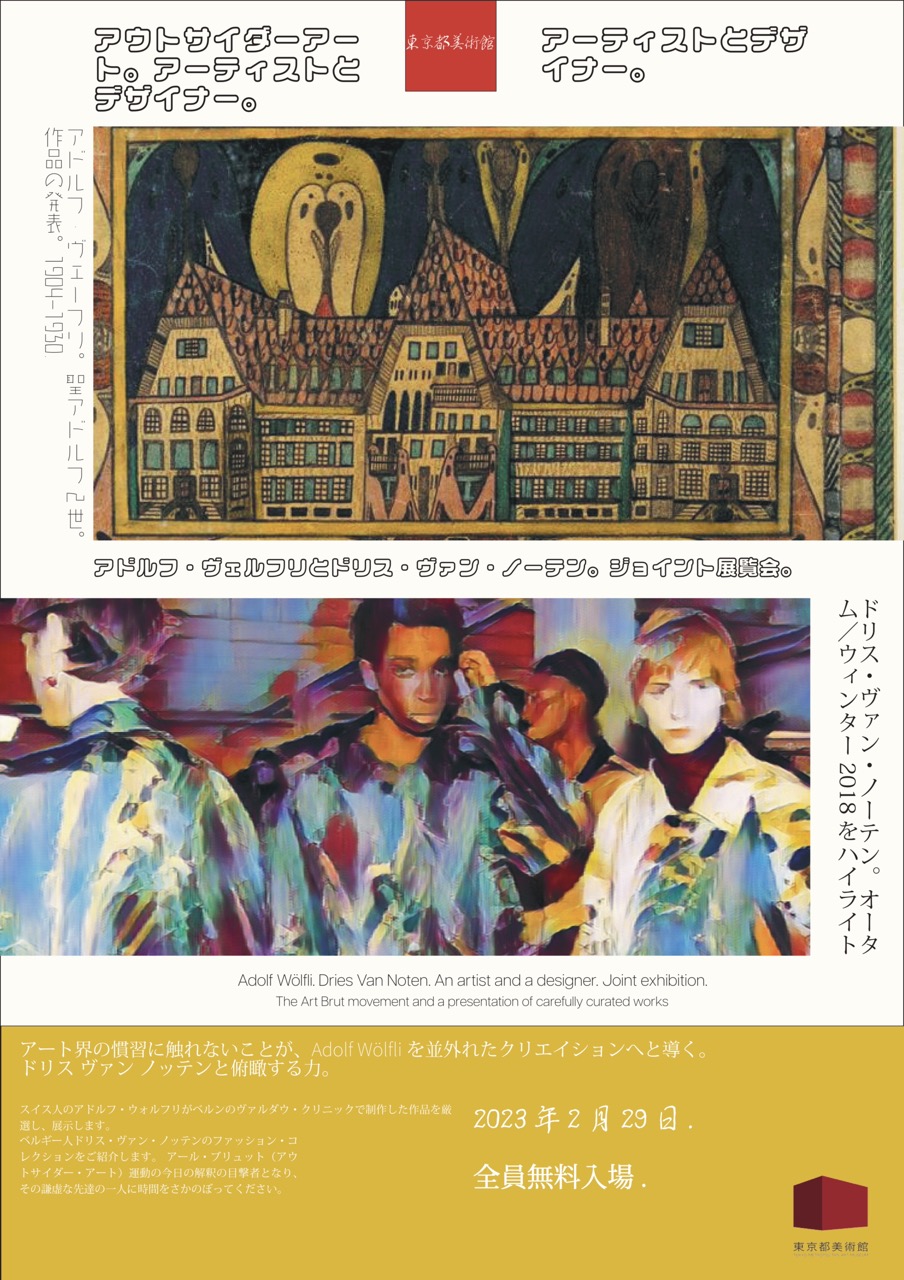 アウトサイダーアー
ト。アーティストと
デザイナー。
東京都美術館
アーティストとデザ
イナー。
アドルフ・ヴェーフリ。聖アドルフ2世。
作品の発表。1904-1930
アドルフ・ヴェルフリとドリス・ヴァン・ノーテン。ジョイント展覧会。
ドリス・ヴァン・ノーテン。オータ
ム／ウィンター2018をハイライト
Adolf Wölfli. Dries Van Noten. An artist and a designer. Joint exhibition.
The Art Brut movement and a presentation of carefully curated works
アート界の慣習に触れないことが、Adolf Wölfli を並外れたクリエイションへと導く。
ドリス ヴァン ノッテンと俯瞰する力。
スイス人のアドルフ・ウォルフリがベルンのヴァルダウ・クリニックで制作した作品を厳
選し、展示します。
ベルギー人ドリス・ヴァン・ノッテンのファッション・コ
レクションをご紹介します。 アール・ブリュット（アウ
トサイダー・アート）運動の今日の解釈の目撃者となり、
その謙虚な先達の一人に時間をさかのぼってください。
2023 年 2 月 29 日 .
全員無料入場 .
東京都美術館